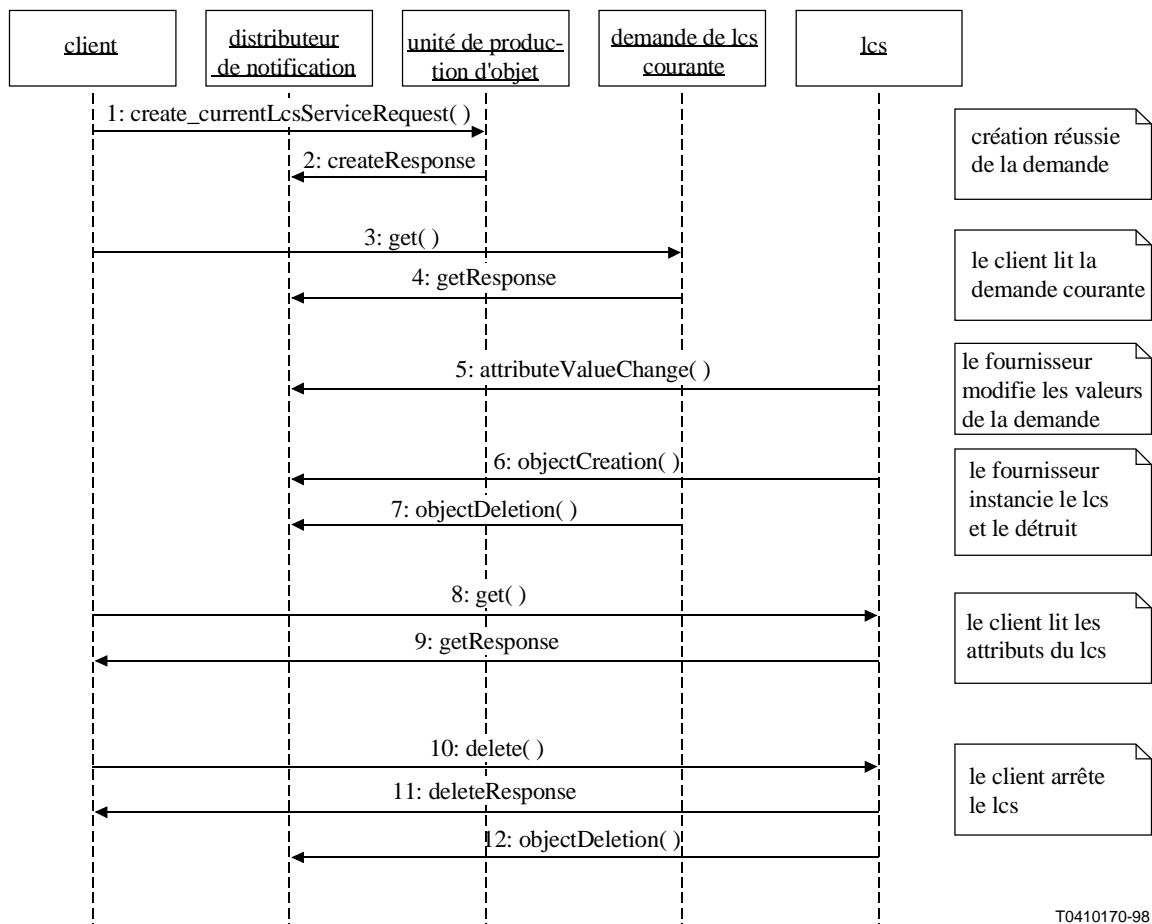 client
distributeur
de notification
unité de produc-
tion d'objet
demande de lcs
courante
lcs
1: create_currentLcsServiceRequest( )
création réussie
de la demande
2: createResponse
3: get( )
le client lit la
demande courante
4: getResponse
5: attributeValueChange( )
le fournisseur
modifie les valeurs
de la demande
6: objectCreation( )
le fournisseur
instancie le lcs
et le détruit
7: objectDeletion( )
8: get( )
le client lit les
attributs du lcs
9: getResponse
10: delete( )
le client arrête
le lcs
11: deleteResponse
12: objectDeletion( )
T0410170-98